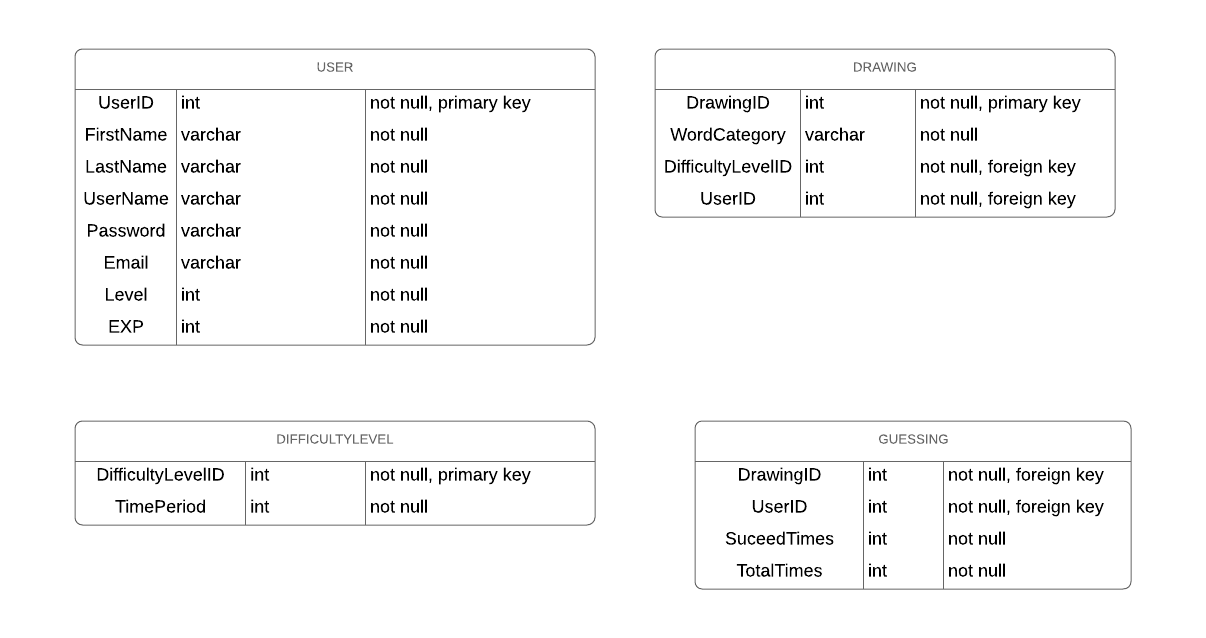 USER
UserID int not null, primary key
FirstName varchar not null
LastName varchar not null
UserName varchar not null
Password varchar not null
Email varchar not null
Level int not null
EXP int not null
DRAWING
DrawingID int not null, primary key
WordCategory varchar not null
DifficultyLevelID int not null, foreign key
UserID int not null, foreign key
DIFFICULTYLEVEL
DifficultyLevelID int not null, primary key
TimePeriod int not null
GUESSING
DrawingID int not null, foreign key
UserID int not null, foreign key
SuceedTimes int not null
TotalTimes int not null